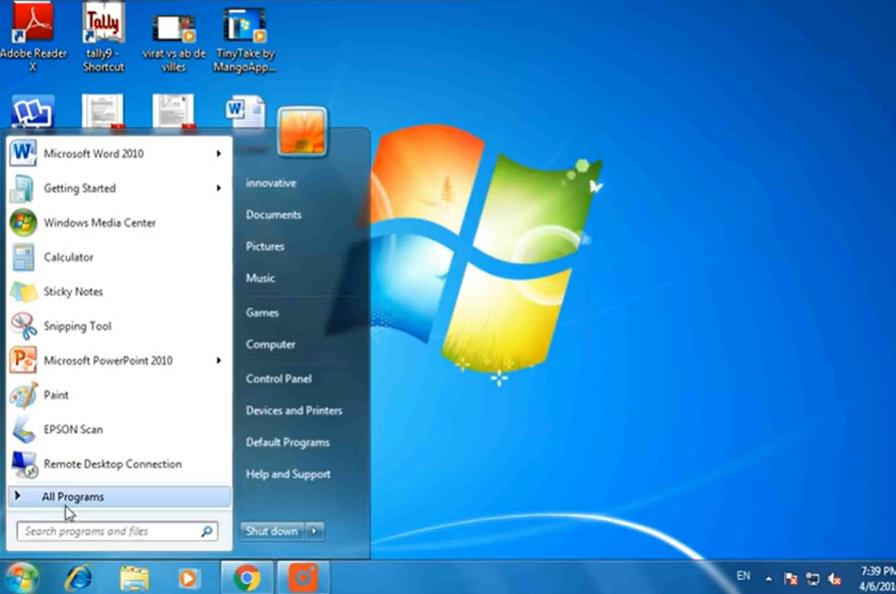 Adobe Reader
X
Tally
tally9 -
Shortcut
virat vs ab de
villes
TinyTake by
MangoApp...
Microsoft Word 2010
Getting Started
Windows Media Center
Calculator
Sticky Notes
Snipping Tool
Microsoft PowerPoint 2010
Paint
EPSON Scan
Remote Desktop Connection
All Programs
Search programs and files
innovative
Documents
Pictures
Music
Games
Computer
Control Panel
Devices and Printers
Default Programs
Help and Support
Shut down
EN
7:39 PM
4/6/201